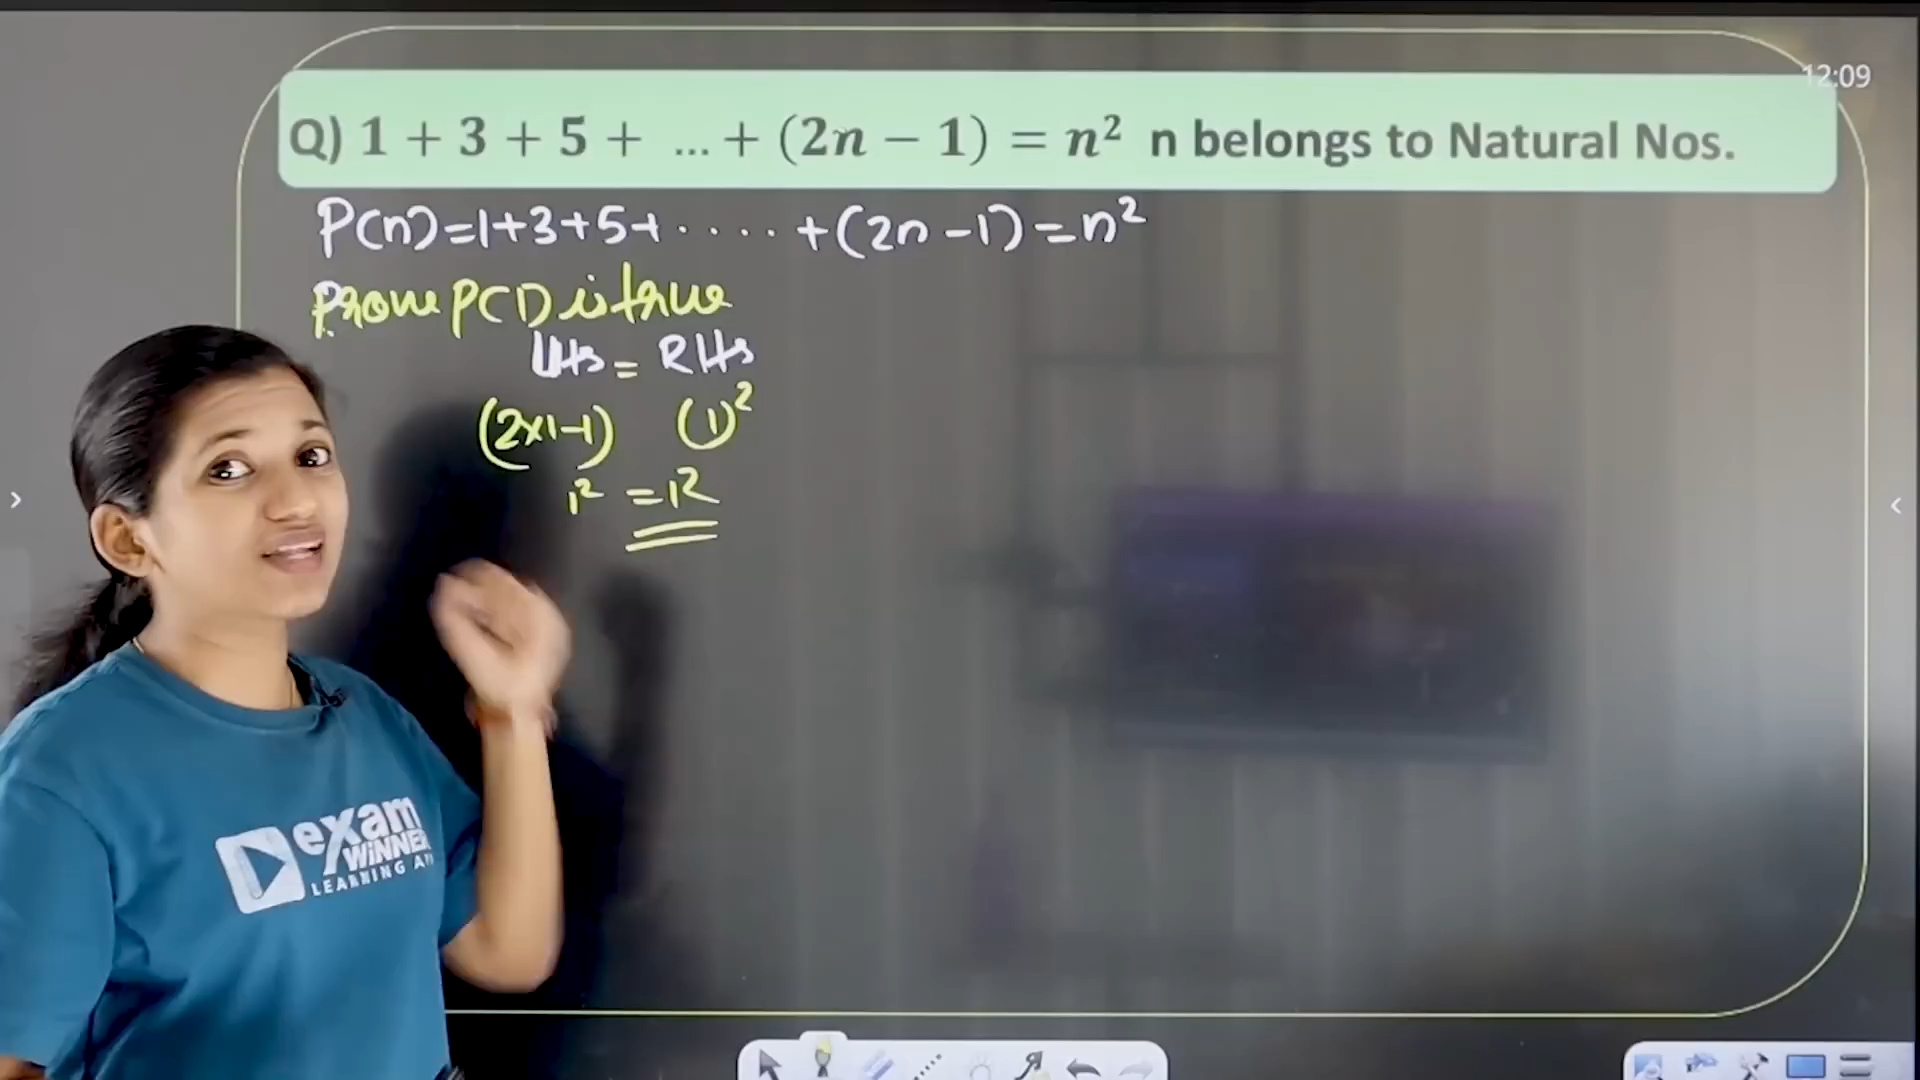 12:09
Q) 1 + 3 + 5 + ... + (2n − 1) = n² n belongs to Natural Nos.
P(n)=1+3+5+.....+(2n-1)=n²
Prove P(1) is true
LHS = RHS
(2×1-1) (1)²
1² =1²
exam
WINNER
LEARNING AP